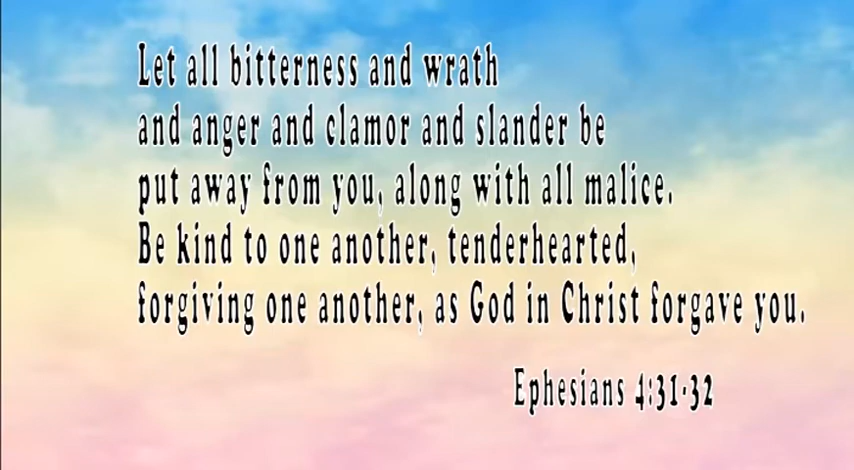 Let all bitterness and wrath
and anger and clamor and slander be
put away from you, along with all malice.
Be kind to one another, tenderhearted,
forgiving one another, as God in Christ forgave you.
Ephesians 4:31-32